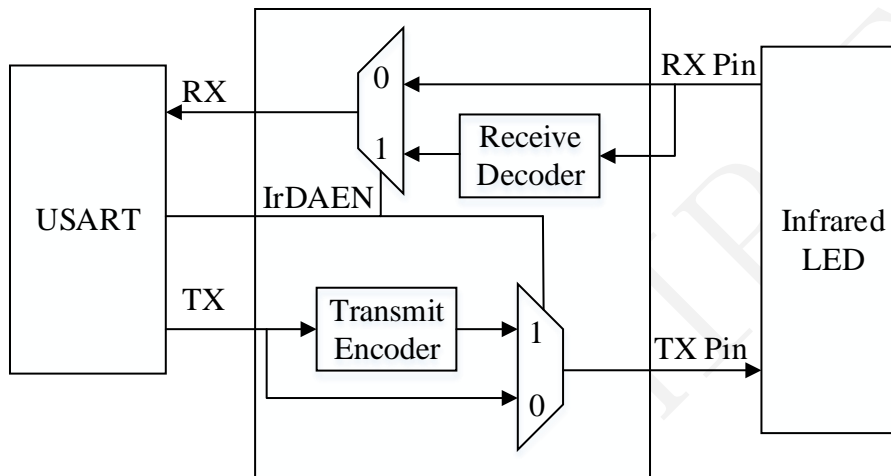 RX Pin
RX
0
1
Receive
Decoder
IrDAEN
USART
Infrared
LED
TX
Transmit
Encoder
1
0
TX Pin